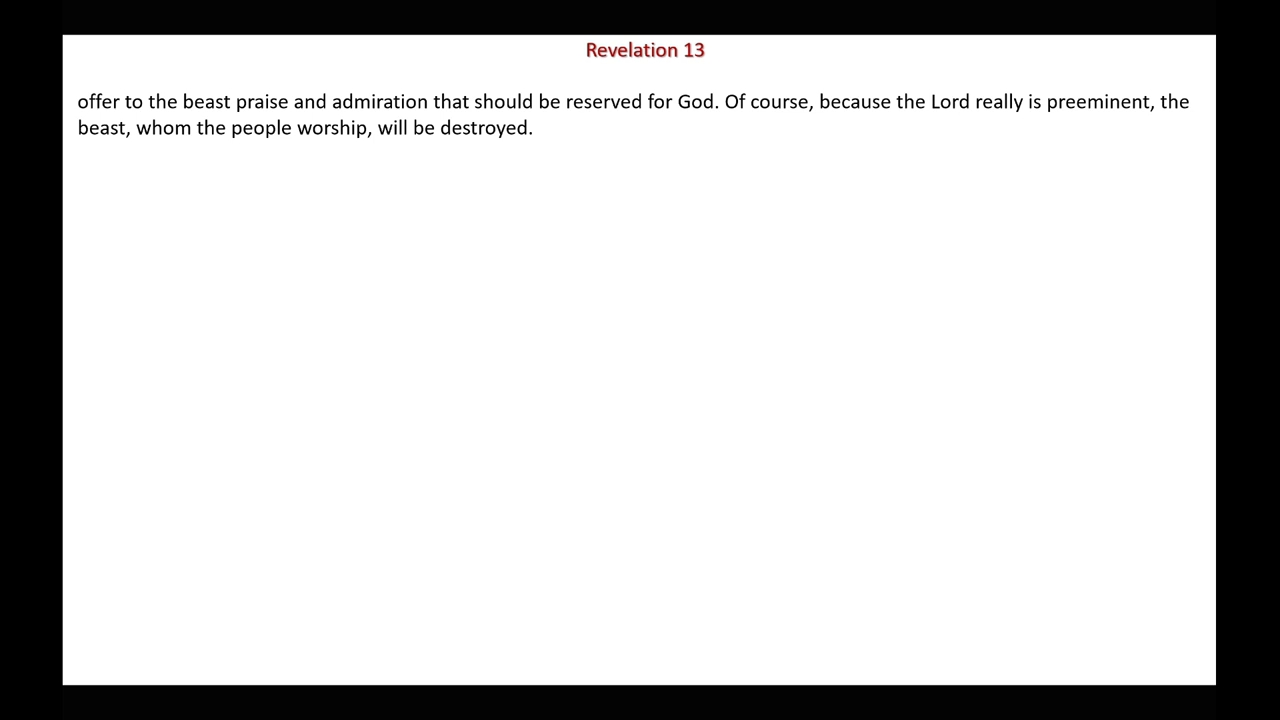 Revelation 13
offer to the beast praise and admiration that should be reserved for God. Of course, because the Lord really is preeminent, the
beast, whom the people worship, will be destroyed.